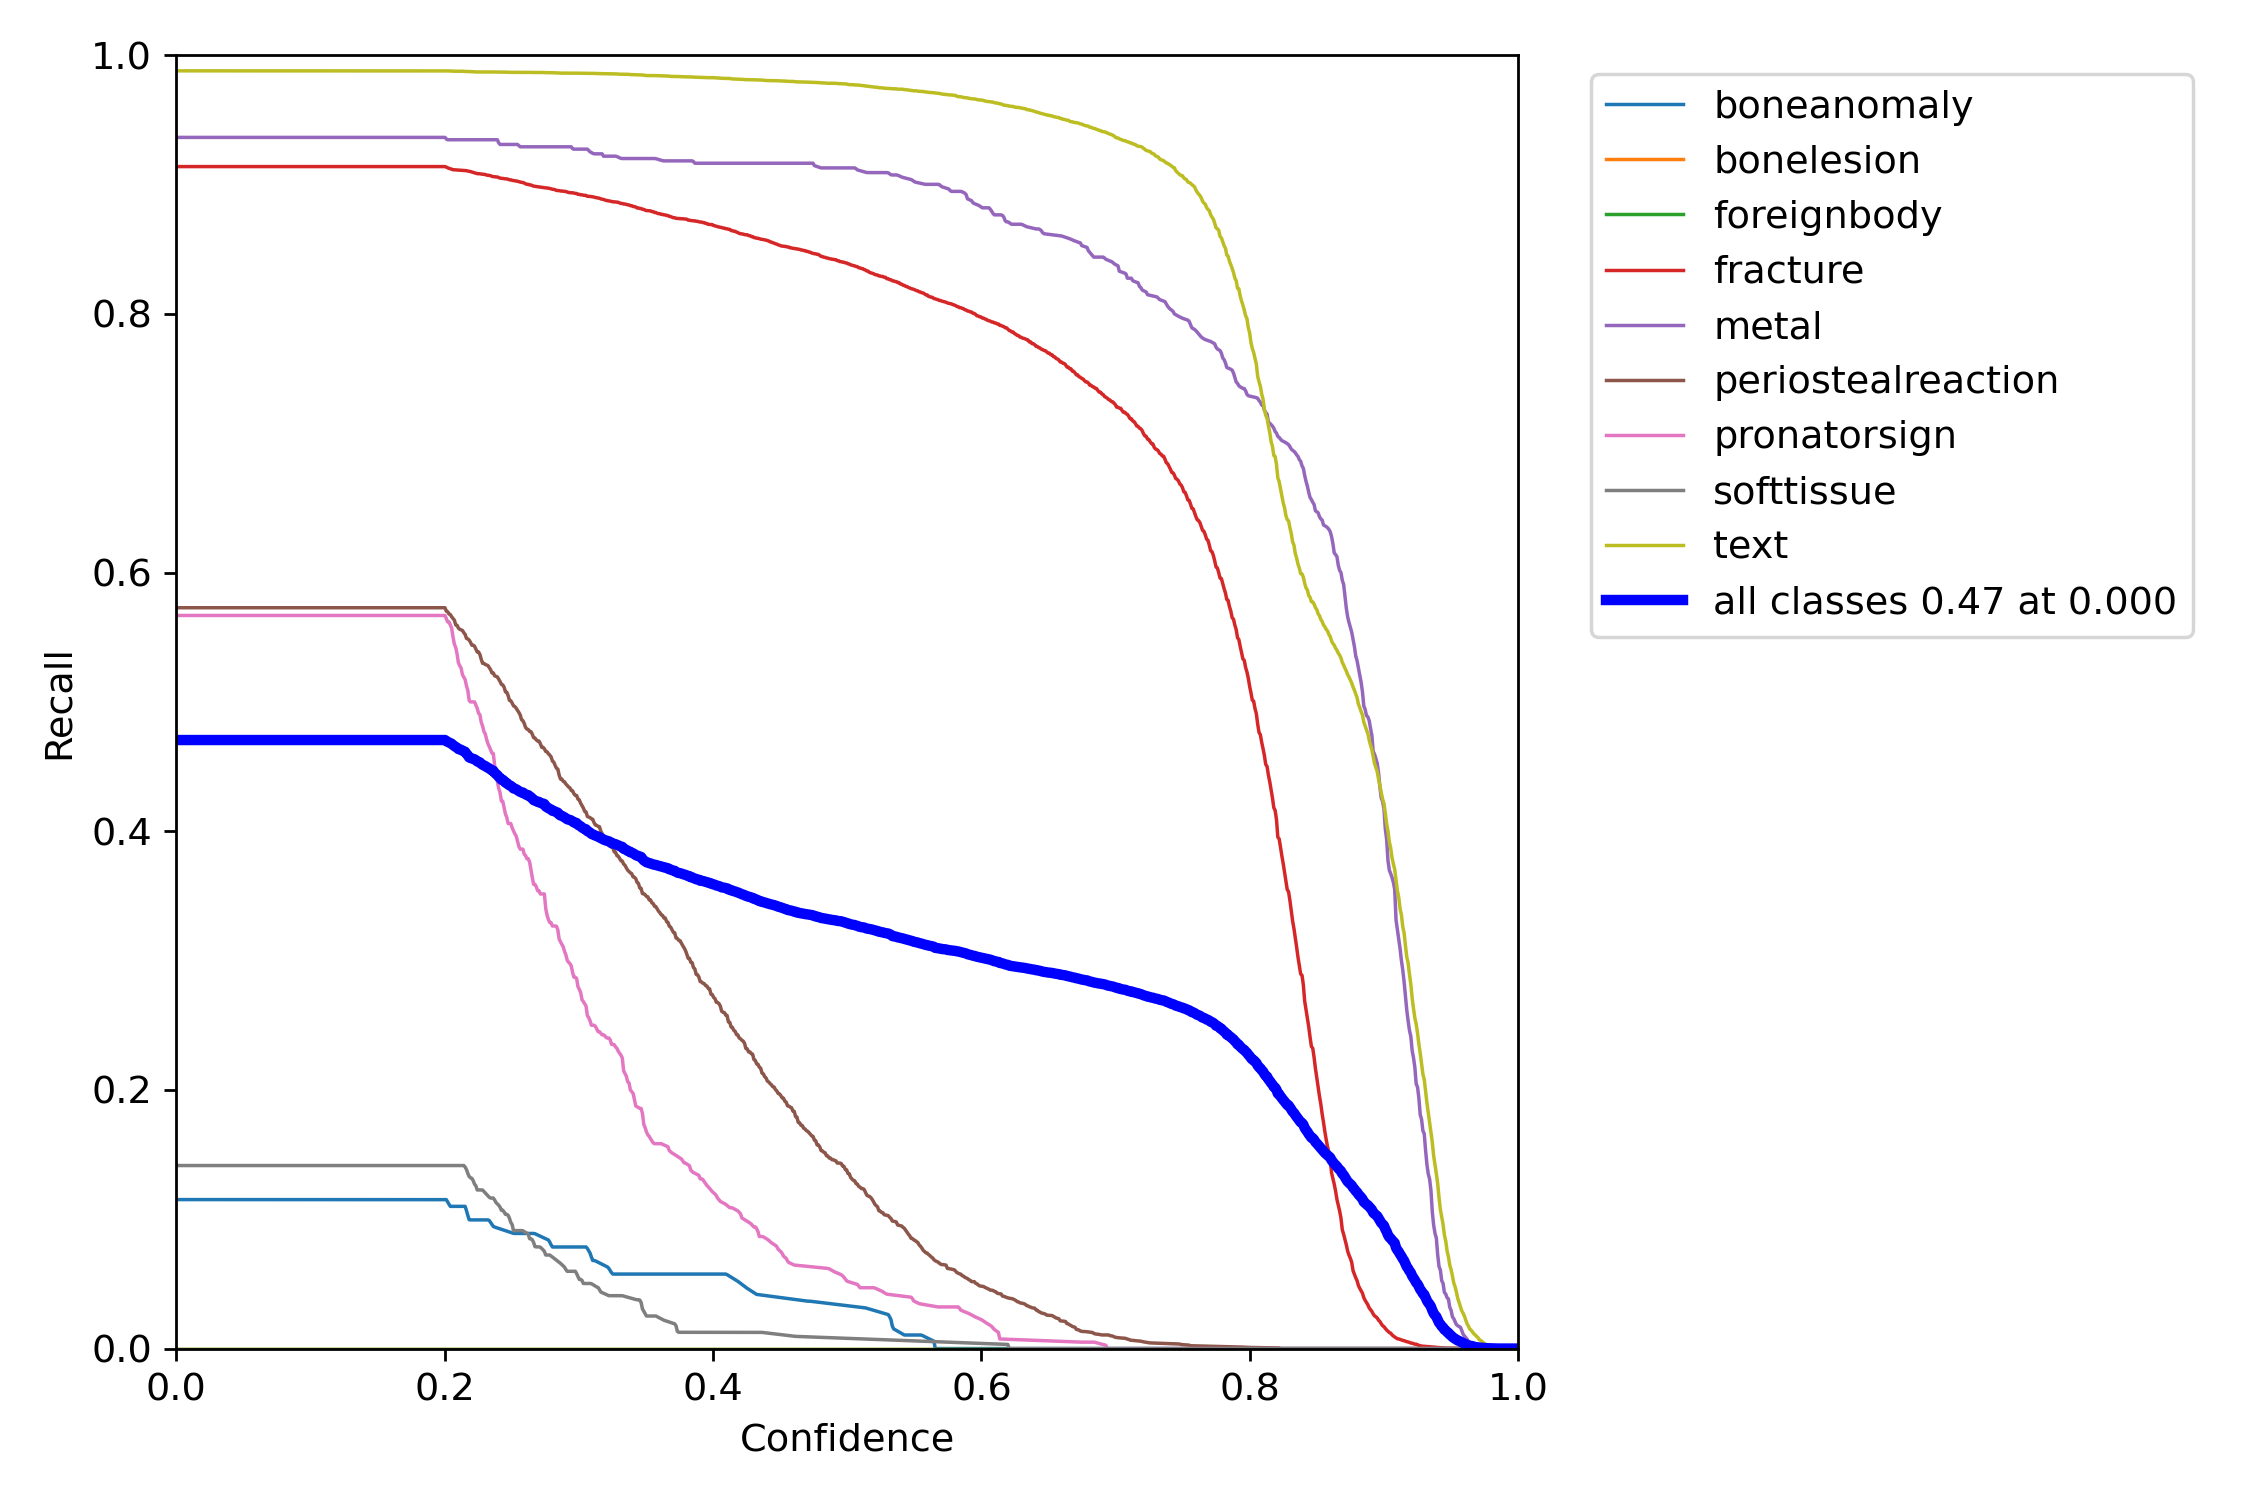 1.0
0.8
0.6
0.4
0.2
0.0
Recall
0.0 0.2 0.4 0.6 0.8 1.0
Confidence
boneanomaly
bonelesion
foreignbody
fracture
metal
periostealreaction
pronatorsign
softtissue
text
all classes 0.47 at 0.000